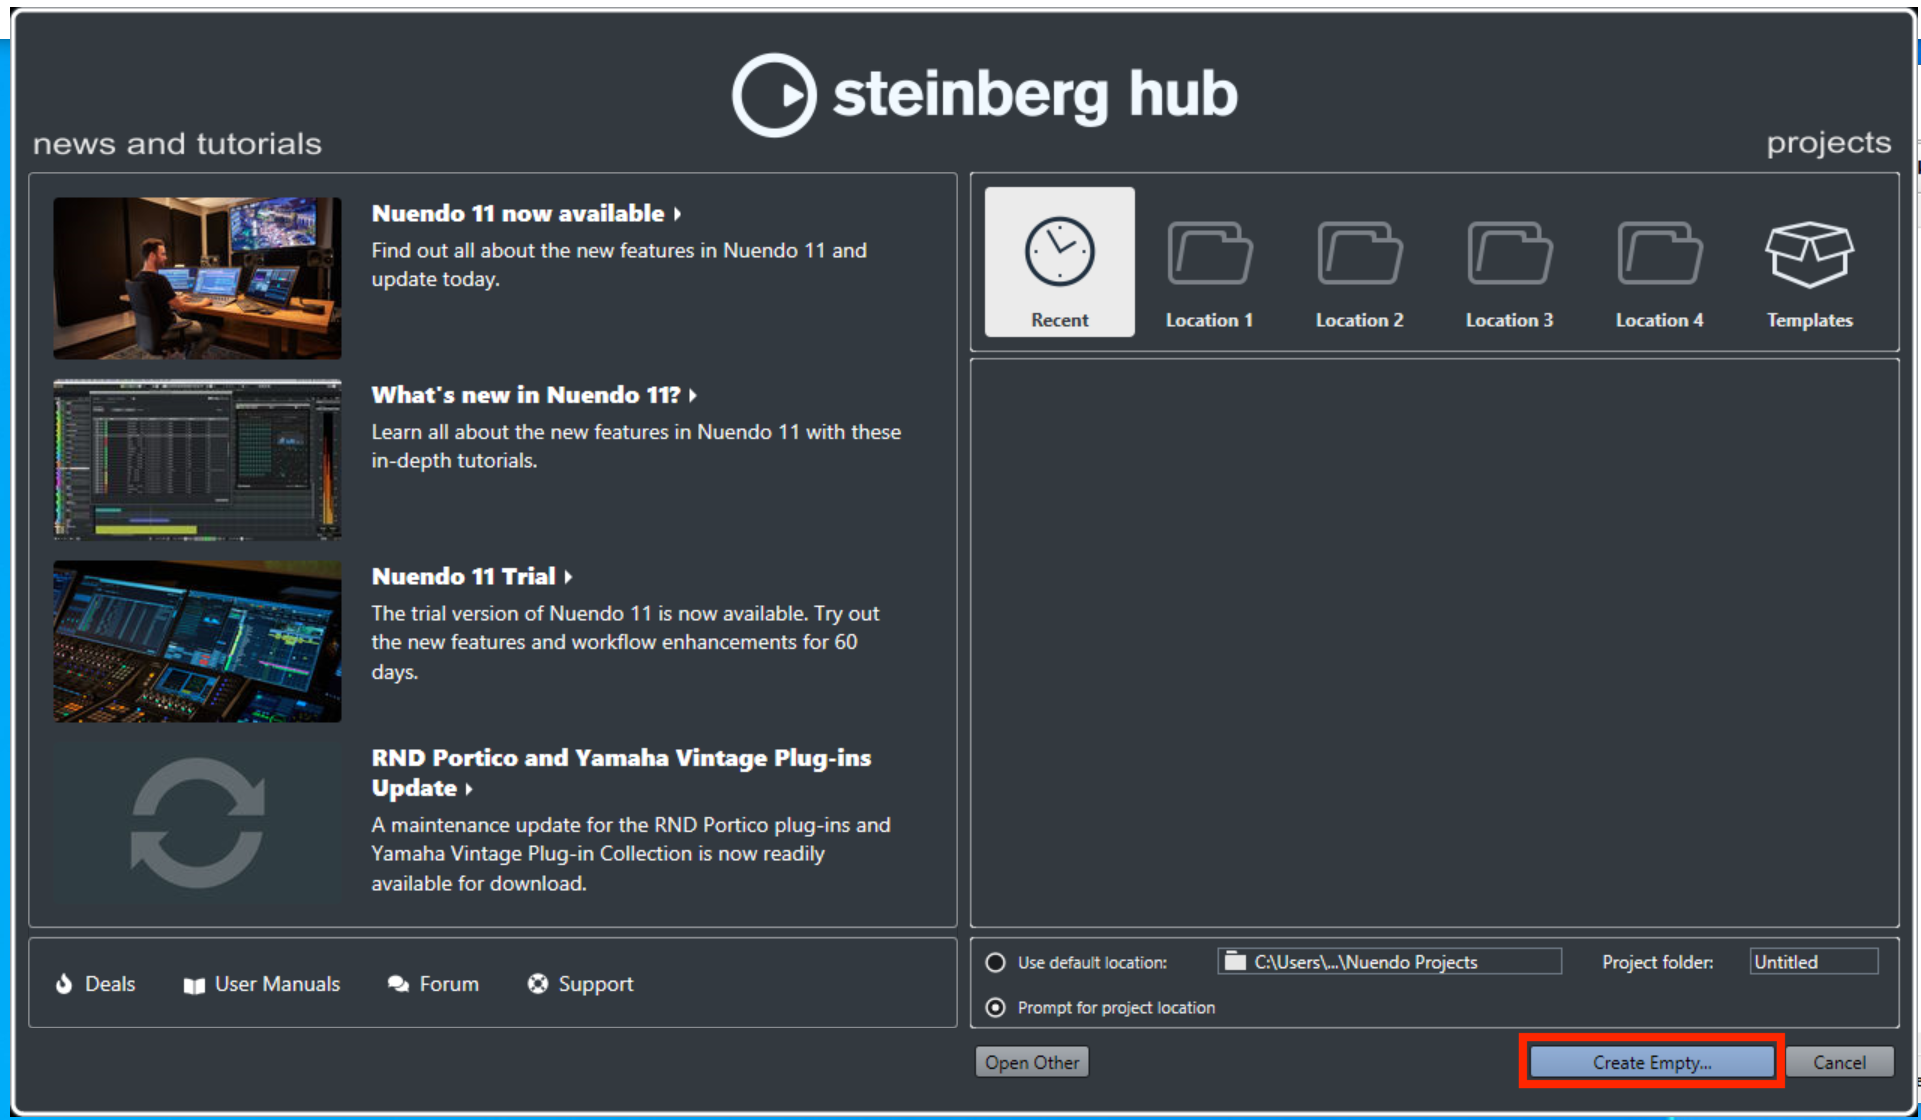 steinberg hub
news and tutorials
projects
Nuendo 11 now available
Find out all about the new features in Nuendo 11 and
update today.
What's new in Nuendo 11?
Learn all about the new features in Nuendo 11 with these
in-depth tutorials.
Nuendo 11 Trial
The trial version of Nuendo 11 is now available. Try out
the new features and workflow enhancements for 60
days.
RND Portico and Yamaha Vintage Plug-ins
Update
A maintenance update for the RND Portico plug-ins and
Yamaha Vintage Plug-in Collection is now readily
available for download.
Deals User Manuals Forum Support
Recent Location 1 Location 2 Location 3 Location 4 Templates
Use default location: C:\Users\...\Nuendo Projects Project folder: Untitled
Prompt for project location
Open Other Create Empty... Cancel